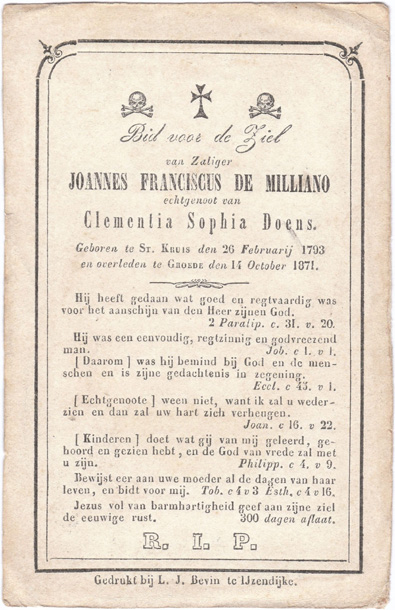 Bid voor de Ziel
van Zaliger
JOANNES FRANCISCUS DE MILLIANO
echtgenoot van
Clementia Sophia Doens.
Geboren te St. Kruis den 26 Februarij 1793
en overleden te Groede den 14 October 1871.
Hij heeft gedaan wat goed en regtvaardig was
voor het aanschijn van den Heer zijnen God.
2 Paralip. c. 31. v. 20.
Hij was een eenvoudig, regtzinnig en godvreezend
man. Job. c 1. v 1.
[ Daarom ] was hij bemind bij God en de men-
schen en is zijne gedachtenis in zegening.
Eccl. c 45. v 1.
[ Echtgenoote ] ween niet, want ik zal u weder-
zien en dan zal uw hart zich verheugen.
Joan. c 16. v 22.
[ Kinderen ] doet wat gij van mij geleerd, ge-
hoord en gezien hebt, en de God van vrede zal met
u zijn. Philipp. c 4. v 9.
Bewijst eer aan uwe moeder al de dagen van haar
leven, en bidt voor mij. Tob. c 4 v 3 Esth. c 4 v 16.
Jezus vol van barmhartigheid geef aan zijne ziel
de eeuwige rust. 300 dagen aflaat.
R. I. P.
Gedrukt bij L. J. Bevin te IJzendijke.